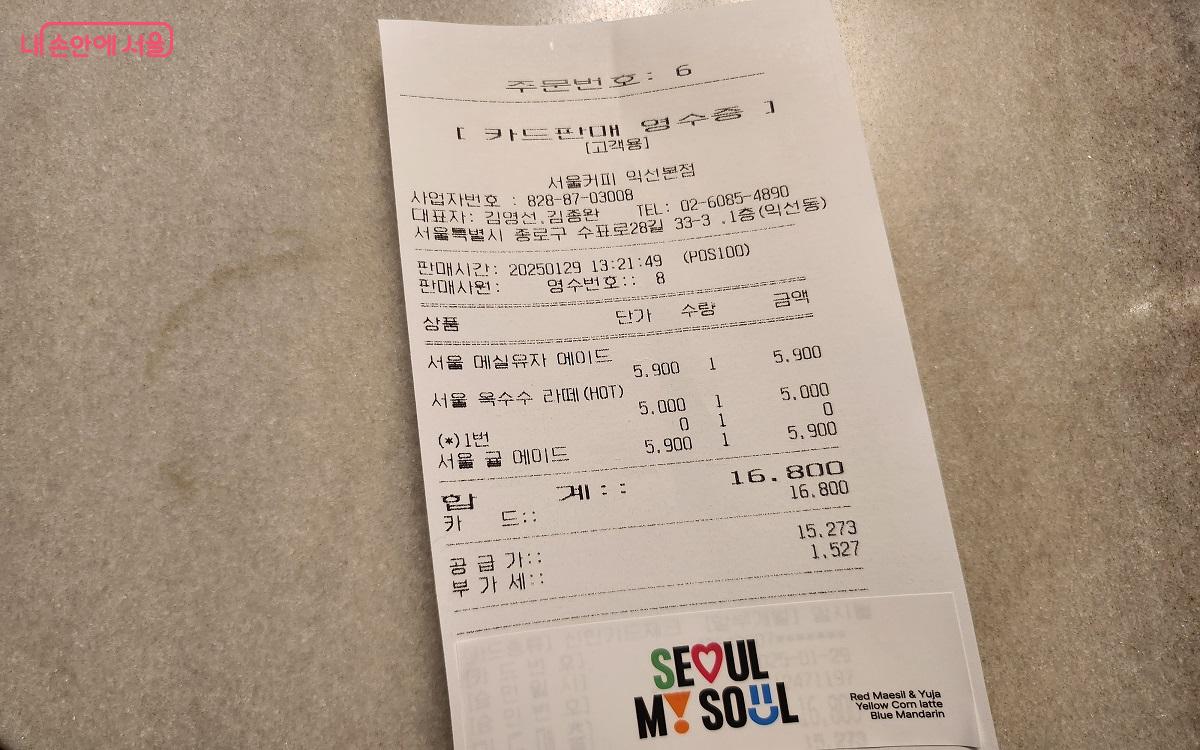 내 손안에 서울
주문번호: 6
[ 카드판매 영수증 ]
[고객용]
서울커피 익선본점
사업자번호 : 828-87-03008
대표자: 김영선,김종완 TEL: 02-6085-4890
서울특별시 종로구 수표로28길 33-3 ,1층(익선동)
판매시간: 20250129 13:21:49 (POS100)
판매사원: 영수번호:: 8
상품 단가 수량 금액
서울 메실유자 에이드
5,900 1 5,900
서울 옥수수 라떼(HOT)
5,000 1 5,000
(*)1번 0 1 0
서울 귤 에이드 5,900 1 5,900
합 계:: 16,800
카 드:: 16,800
공 급 가:: 15,273
부 가 세:: 1,527
SEOUL
MY SOUL
Red Maesil & Yuja
Yellow Corn latte
Blue Mandarin